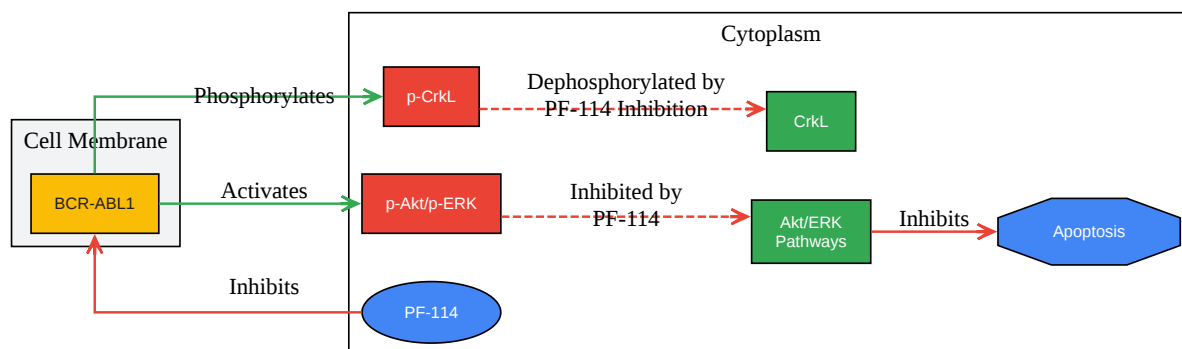 Cytoplasm
Phosphorylates
p-CrkL
Dephosphorylated by
PF-114 Inhibition
CrkL
Cell Membrane
BCR-ABL1
Activates
p-Akt/p-ERK
Inhibited by
PF-114
Akt/ERK
Pathways
Inhibits
Apoptosis
Inhibits
PF-114